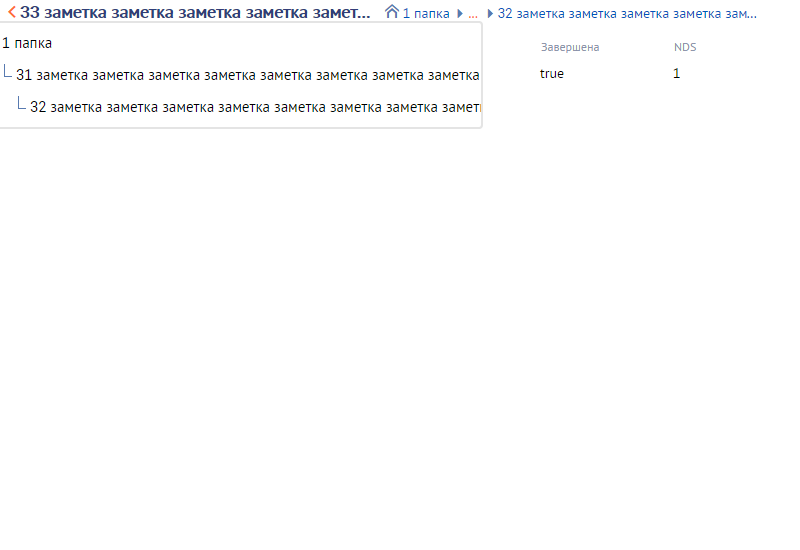 33 заметка заметка заметка заметка замет... 1 папка ... 32 заметка заметка заметка заметка зам...
1 папка
31 заметка заметка заметка заметка заметка заметка заметка заметка заметка
32 заметка заметка заметка заметка заметка заметка заметка замет
Завершена NDS
true 1